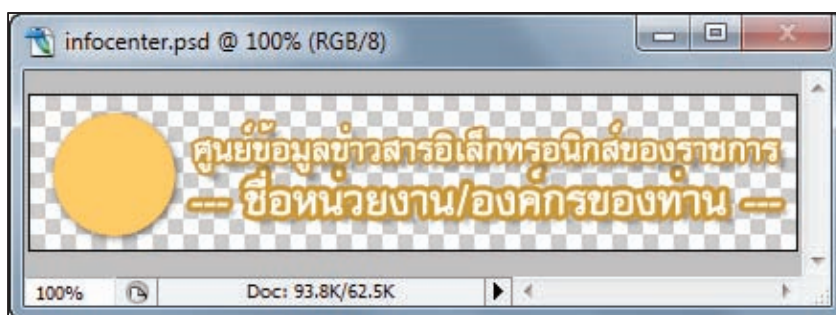 infocenter.psd @ 100% (RGB/8)
ศูนย์ข้อมูลข่าวสารอิเล็กทรอนิกส์ของราชการ
--- ชื่อหน่วยงาน/องค์กรของท่าน ---
100% Doc: 93.8K/62.5K